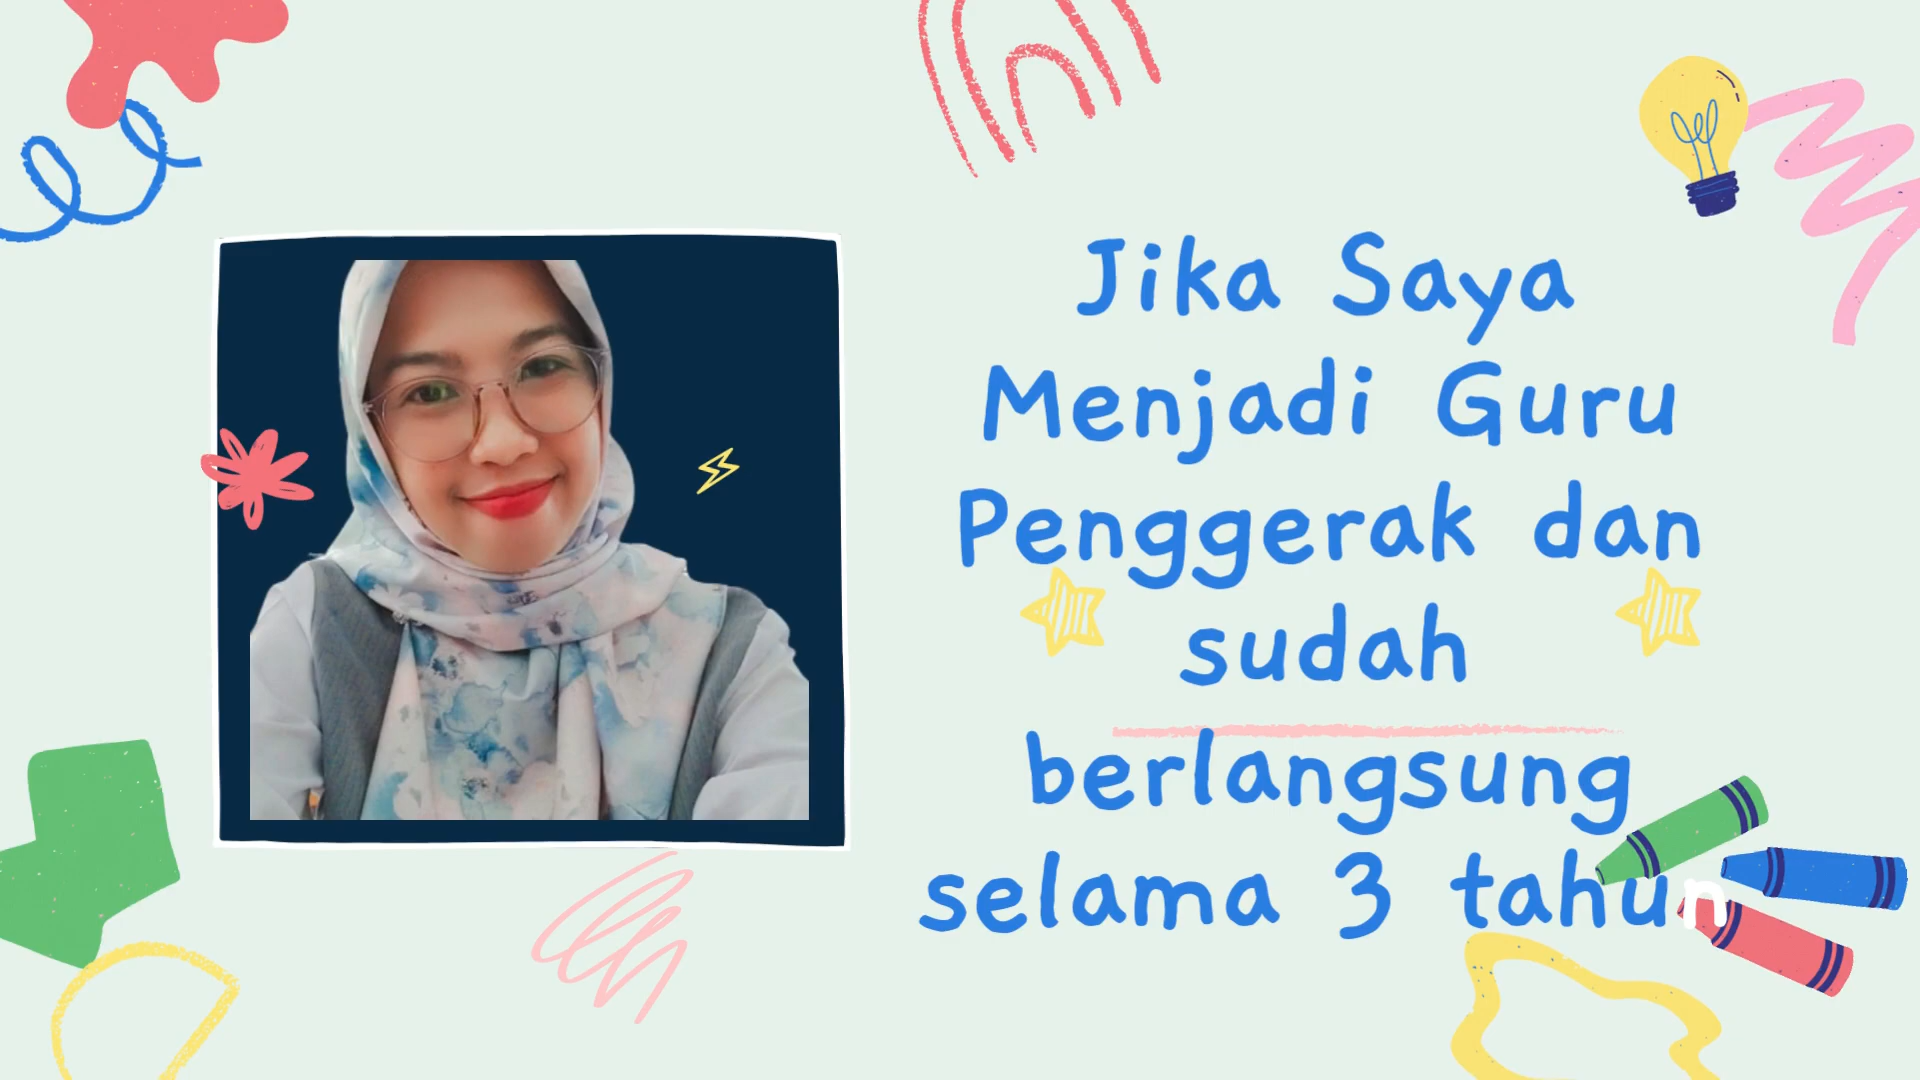 Jika Saya
Menjadi Guru
Penggerak dan
sudah
berlangsung
selama 3 tahun